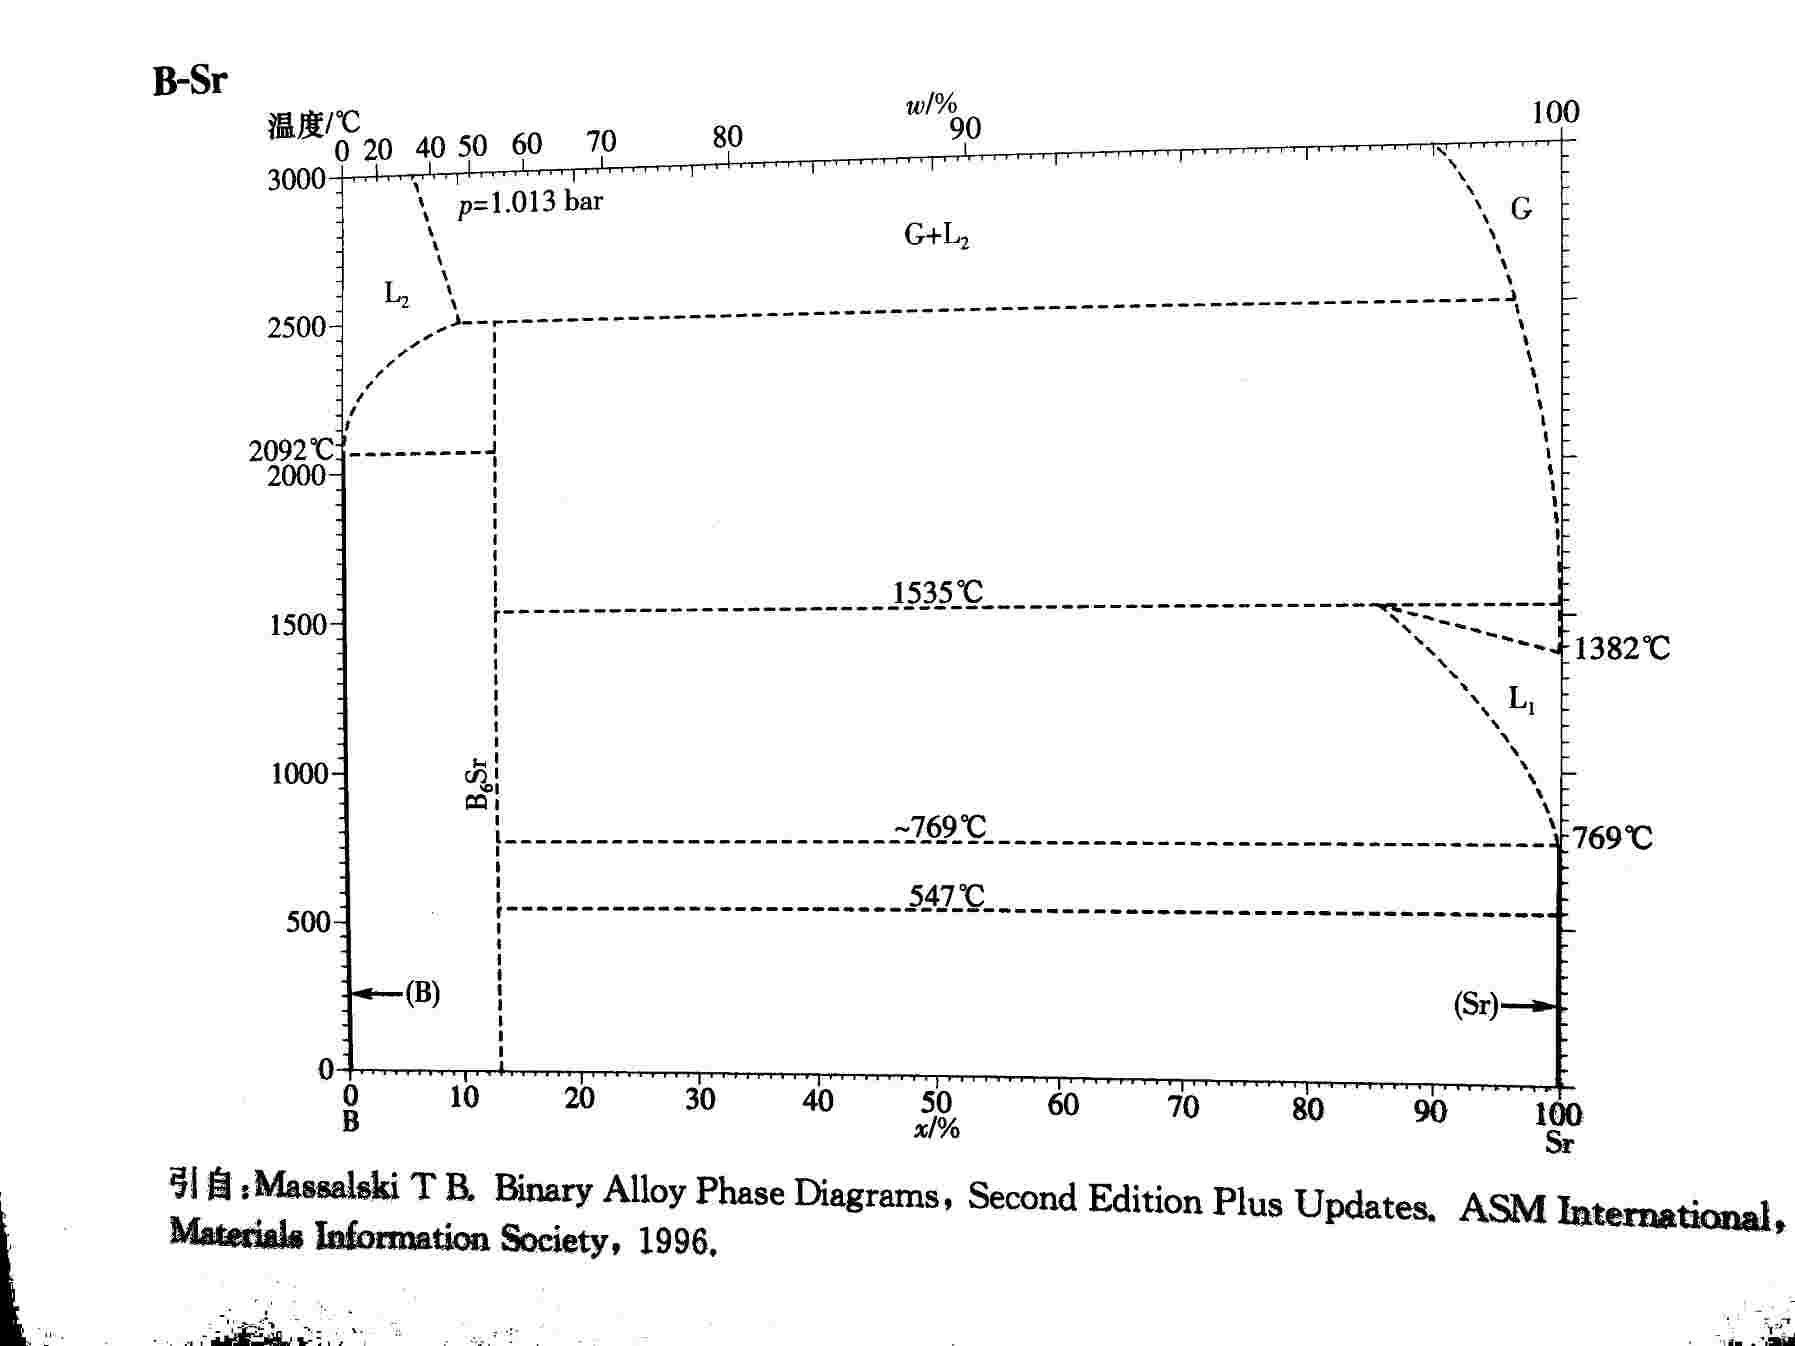 B-Sr
温度/℃
w/%
0 20 40 50 60 70 80 90 100
3000
p=1.013 bar
G
G+L₂
L₂
2500
2092℃
2000
1535℃
1500
1382℃
L₁
1000
B₆Sr
~769℃
769℃
547℃
500
(B)
(Sr)
0
0 10 20 30 40 50 60 70 80 90 100
B
x/%
Sr
引自:Massalski T B. Binary Alloy Phase Diagrams, Second Edition Plus Updates. ASM International,
Materials Information Society, 1996.